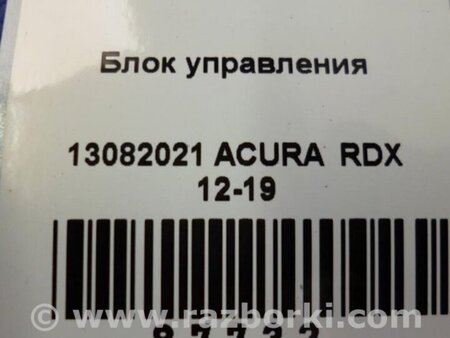 Блок управления
13082021 ACURA RDX
12-19
www.razborki.com